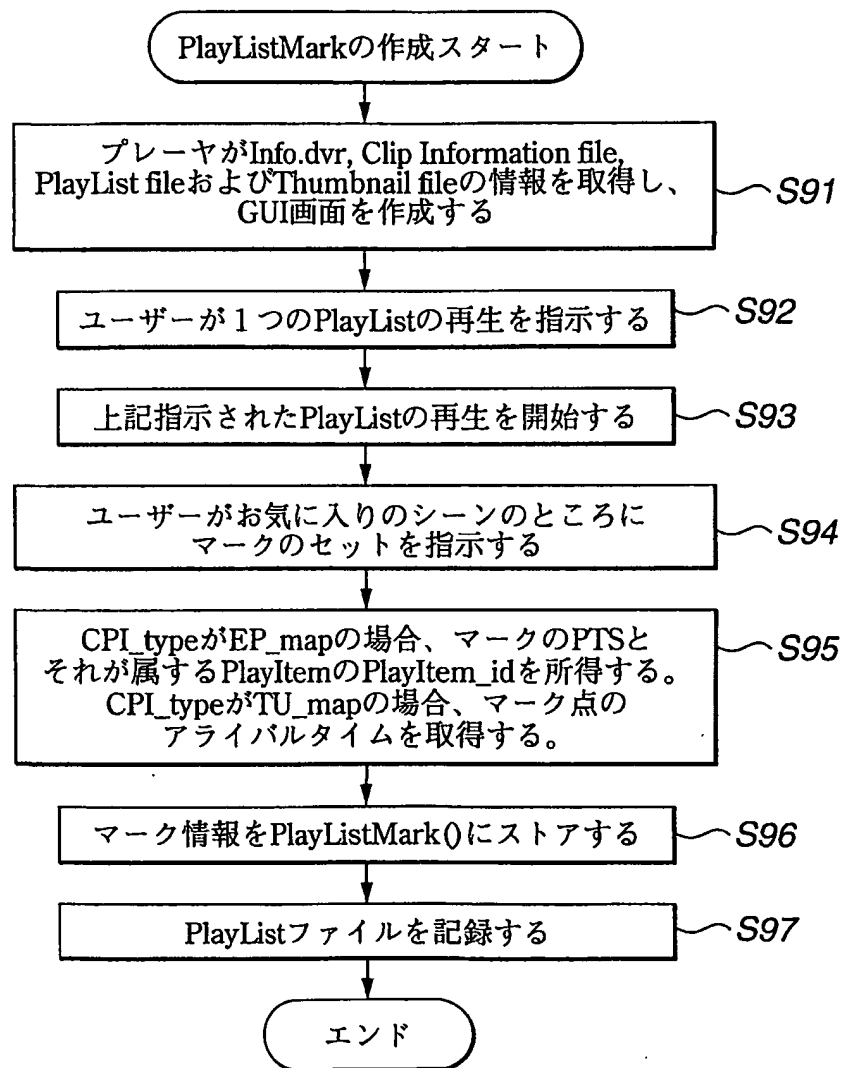 PlayListMarkの作成スタート
プレーヤがInfo.dvr, Clip Information file,
PlayList fileおよびThumbnail fileの情報を取得し、
GUI画面を作成する
S91
ユーザーが1つのPlayListの再生を指示する
S92
上記指示されたPlayListの再生を開始する
S93
ユーザーがお気に入りのシーンのところに
マークのセットを指示する
S94
CPI_typeがEP_mapの場合、マークのPTSと
それが属するPlayItemのPlayItem_idを所得する。
CPI_typeがTU_mapの場合、マーク点の
アライバルタイムを取得する。
S95
マーク情報をPlayListMark()にストアする
S96
PlayListファイルを記録する
S97
エンド